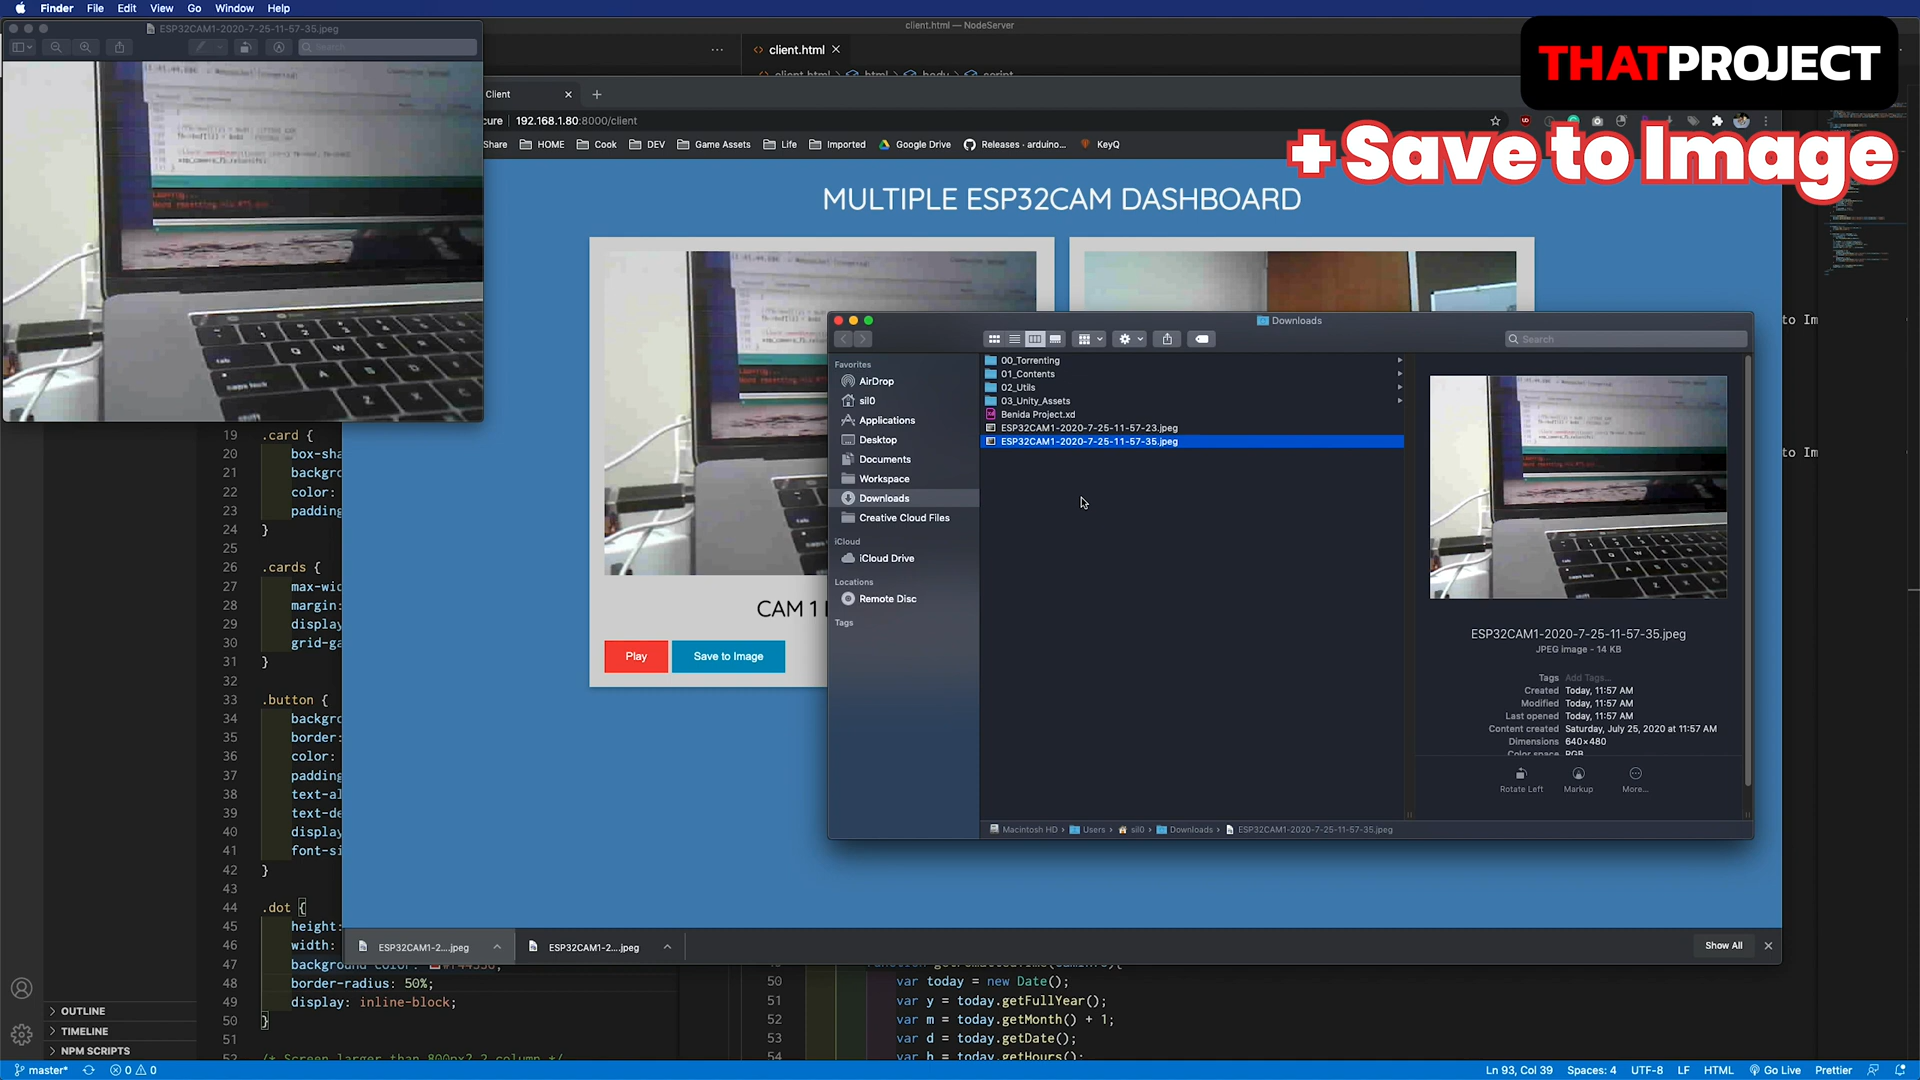 Finder File Edit View Go Window Help
client.html — NodeServer
ESP32CAM1-2020-7-25-11-57-35.jpeg
Search
client.html
THATPROJECT
+ Save to Image
Client
192.168.1.80:8000/client
Share HOME Cook DEV Game Assets Life Imported Google Drive Releases · arduino... KeyQ
MULTIPLE ESP32CAM DASHBOARD
CAM 1
Play
Save to Image
Downloads
Search
Favorites
AirDrop
sil0
Applications
Desktop
Documents
Workspace
Downloads
Creative Cloud Files
iCloud
iCloud Drive
Locations
Remote Disc
Tags
00_Torrenting
01_Contents
02_Utils
03_Unity_Assets
Benida Project.xd
ESP32CAM1-2020-7-25-11-57-23.jpeg
ESP32CAM1-2020-7-25-11-57-35.jpeg
ESP32CAM1-2020-7-25-11-57-35.jpeg
JPEG image - 14 KB
Tags Add Tags...
Created Today, 11:57 AM
Modified Today, 11:57 AM
Last opened Today, 11:57 AM
Content created Saturday, July 25, 2020 at 11:57 AM
Dimensions 640×480
Color space RGB
Rotate Left
Markup
More...
Macintosh HD › Users › sil0 › Downloads › ESP32CAM1-2020-7-25-11-57-35.jpeg
to Im
to Im
19 .card {
20 box-sha
21 backgro
22 color:
23 padding
24 }
25
26 .cards {
27 max-wid
28 margin:
29 display
30 grid-ga
31 }
32
33 .button {
34 backgro
35 border:
36 color:
37 padding
38 text-al
39 text-de
40 display
41 font-si
42 }
43
44 .dot {
45 height:
46 width:
47
48 border-radius: 50%;
49 display: inline-block;
50 }
51
ESP32CAM1-2....jpeg
ESP32CAM1-2....jpeg
Show All
50 var today = new Date();
51 var y = today.getFullYear();
52 var m = today.getMonth() + 1;
53 var d = today.getDate();
54 var h = today.getHours();
OUTLINE
TIMELINE
NPM SCRIPTS
master* 0 0
Ln 93, Col 39 Spaces: 4 UTF-8 LF HTML Go Live Prettier